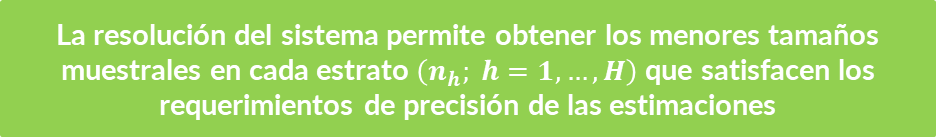 La resolución del sistema permite obtener los menores tamaños
muestrales en cada estrato (𝒏ₕ; 𝒉 = 𝟏, … , 𝑯) que satisfacen los
requerimientos de precisión de las estimaciones